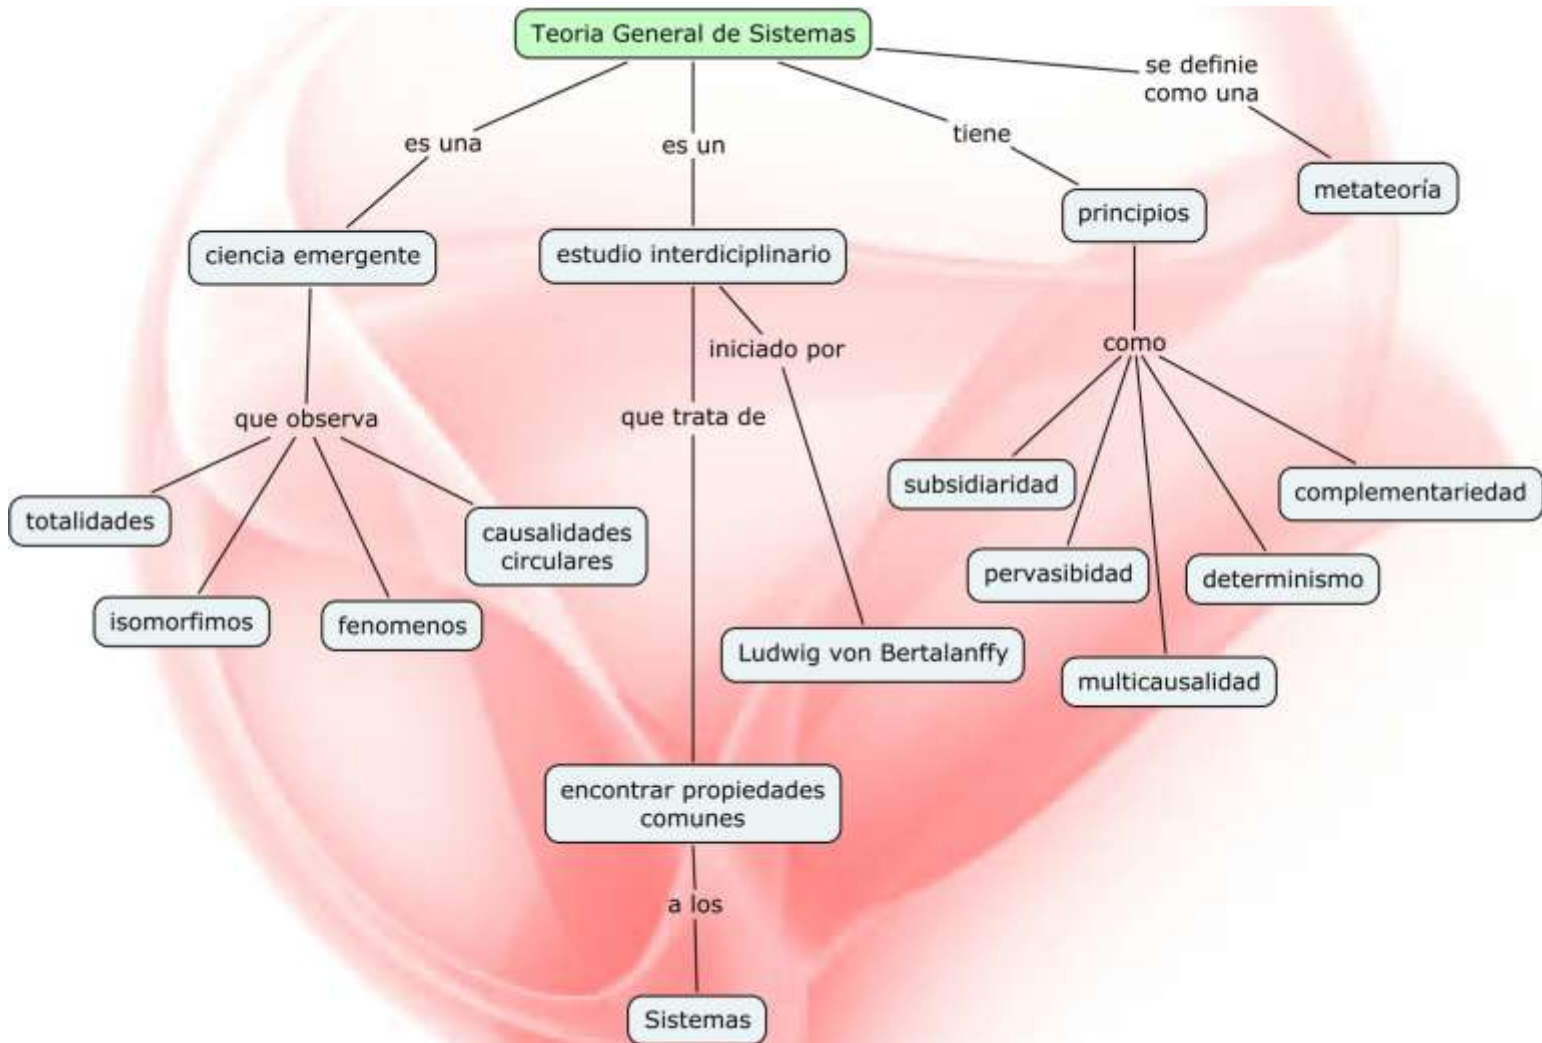 Teoria General de Sistemas
se definie
como una
es una
es un
tiene
metateoría
principios
ciencia emergente
estudio interdiciplinario
iniciado por
como
que observa
que trata de
subsidiaridad
complementariedad
totalidades
causalidades
circulares
pervasibidad
determinismo
isomorfimos
fenomenos
Ludwig von Bertalanffy
multicausalidad
encontrar propiedades
comunes
a los
Sistemas